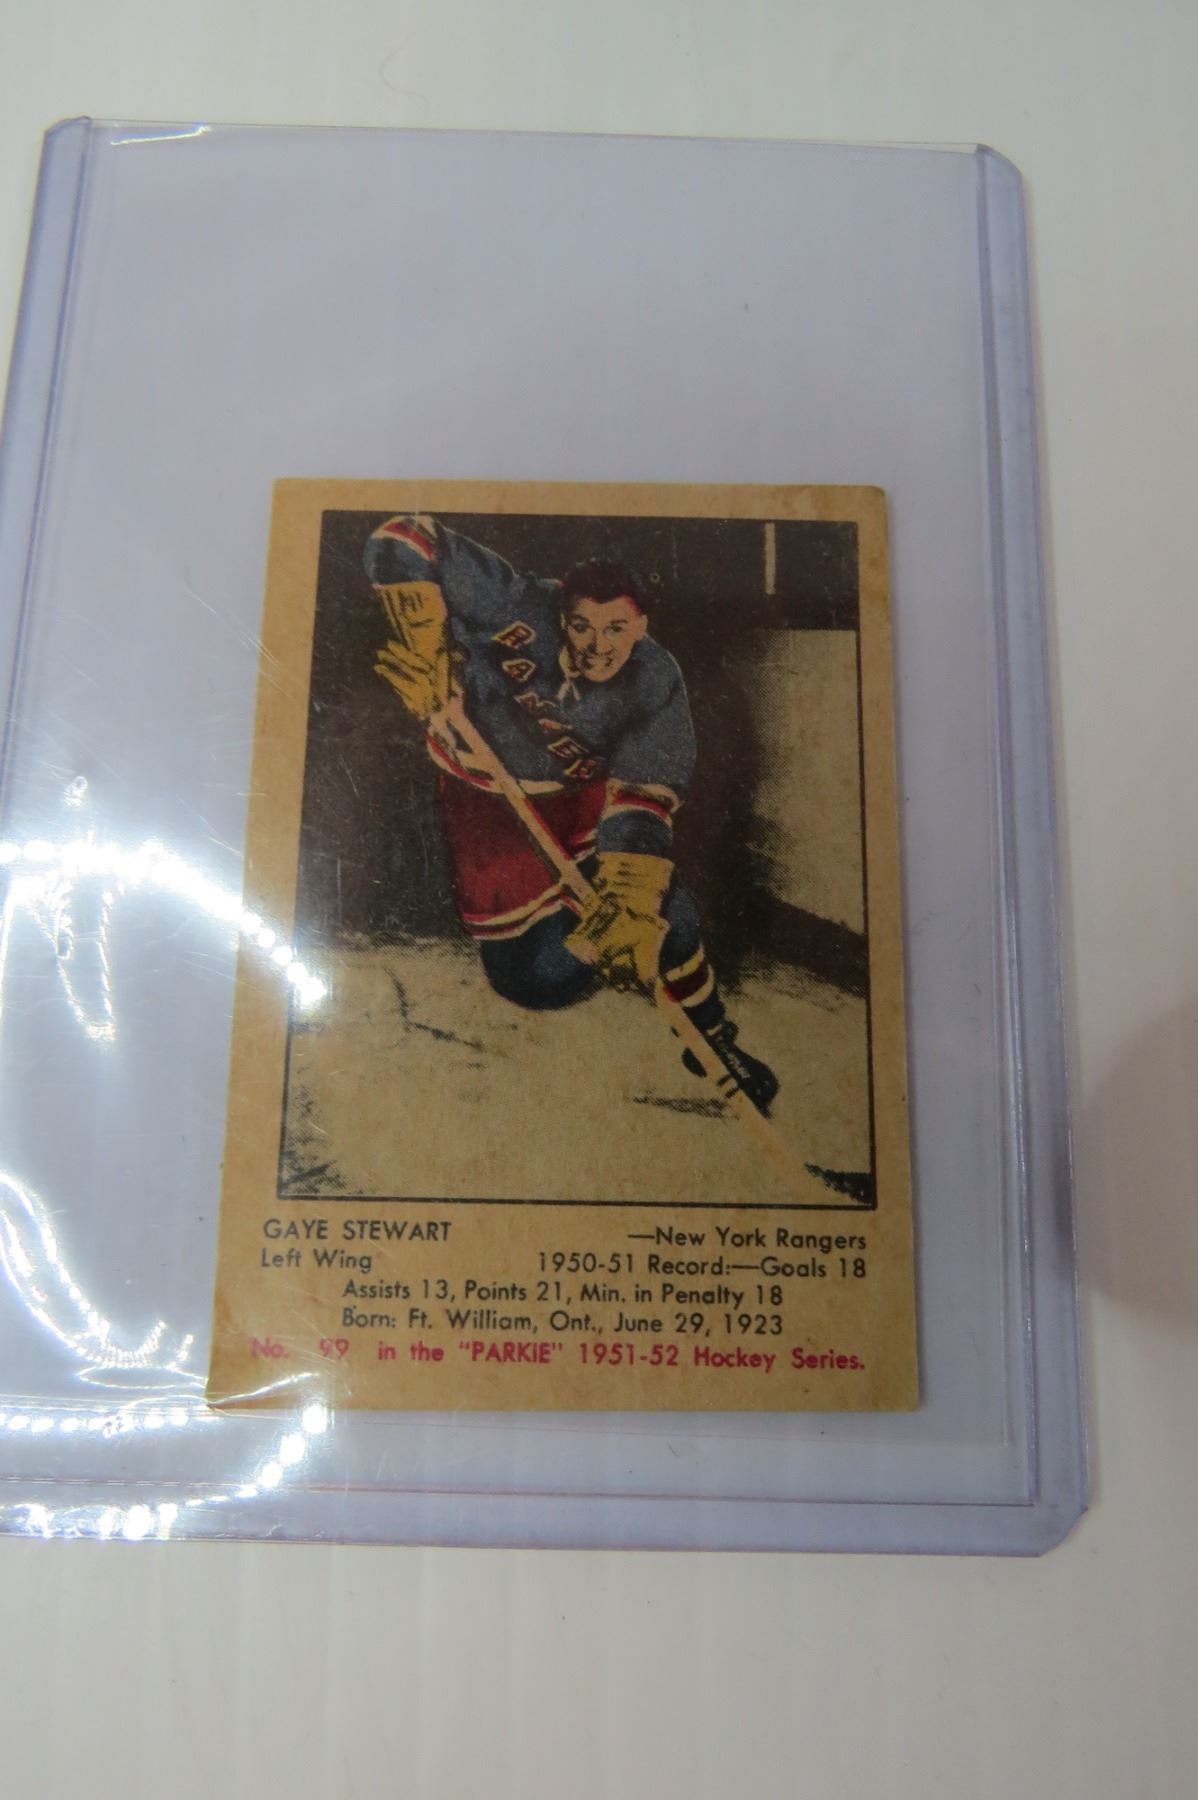 RANGERS
GAYE STEWART —New York Rangers
Left Wing 1950-51 Record:—Goals 18
Assists 13, Points 21, Min. in Penalty 18
Born: Ft. William, Ont., June 29, 1923
No. 99 in the "PARKIE" 1951-52 Hockey Series.